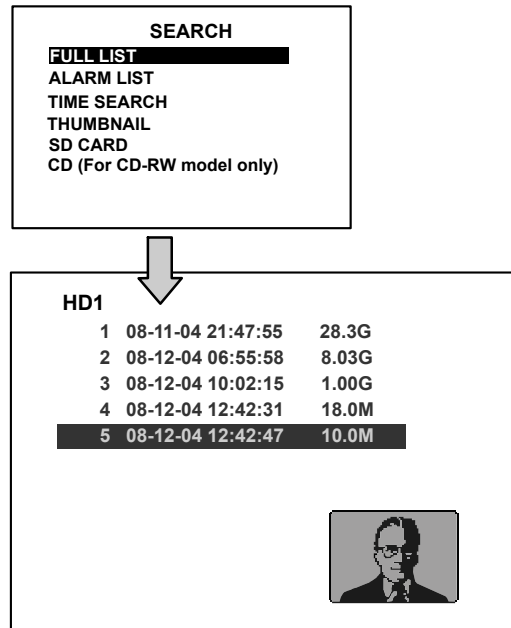 SEARCH
FULL LIST
ALARM LIST
TIME SEARCH
THUMBNAIL
SD CARD
CD (For CD-RW model only)
HD1
1 08-11-04 21:47:55 28.3G
2 08-12-04 06:55:58 8.03G
3 08-12-04 10:02:15 1.00G
4 08-12-04 12:42:31 18.0M
5 08-12-04 12:42:47 10.0M